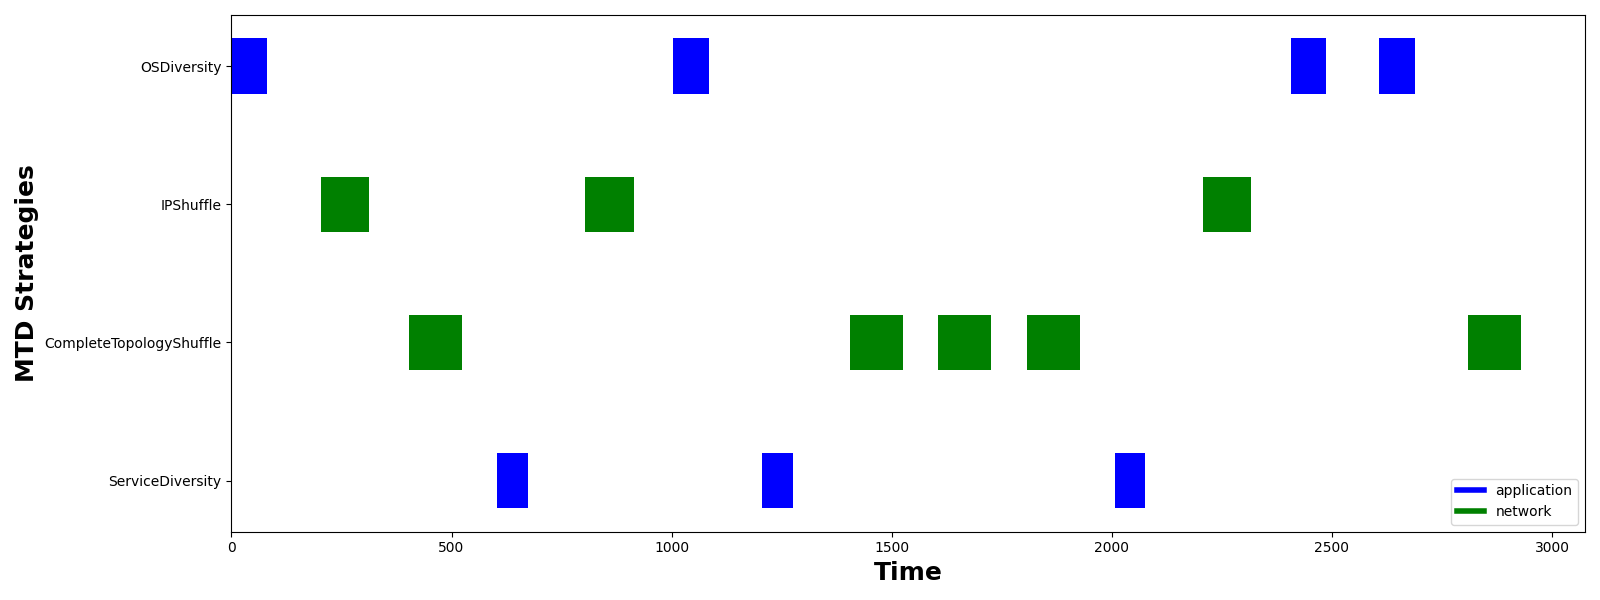 MTD Strategies
OSDiversity
IPShuffle
CompleteTopologyShuffle
ServiceDiversity
application
network
0 500 1000 1500 2000 2500 3000
Time